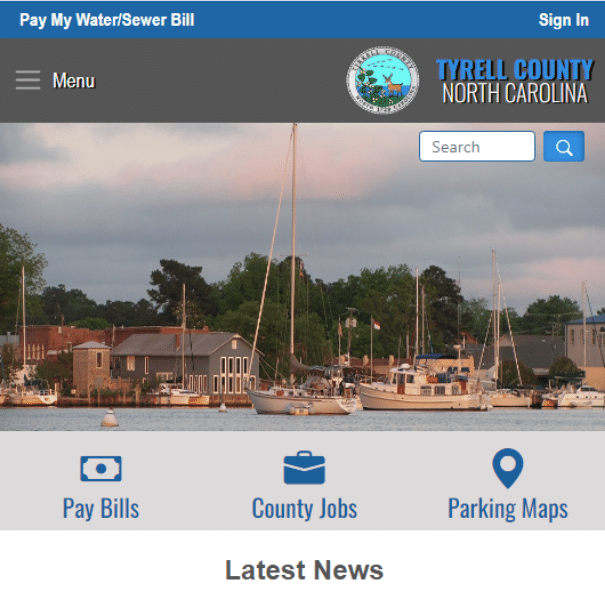 Pay My Water/Sewer Bill
Sign In
Menu
TYRELL COUNTY
NORTH CAROLINA
Search
Pay Bills
County Jobs
Parking Maps
Latest News